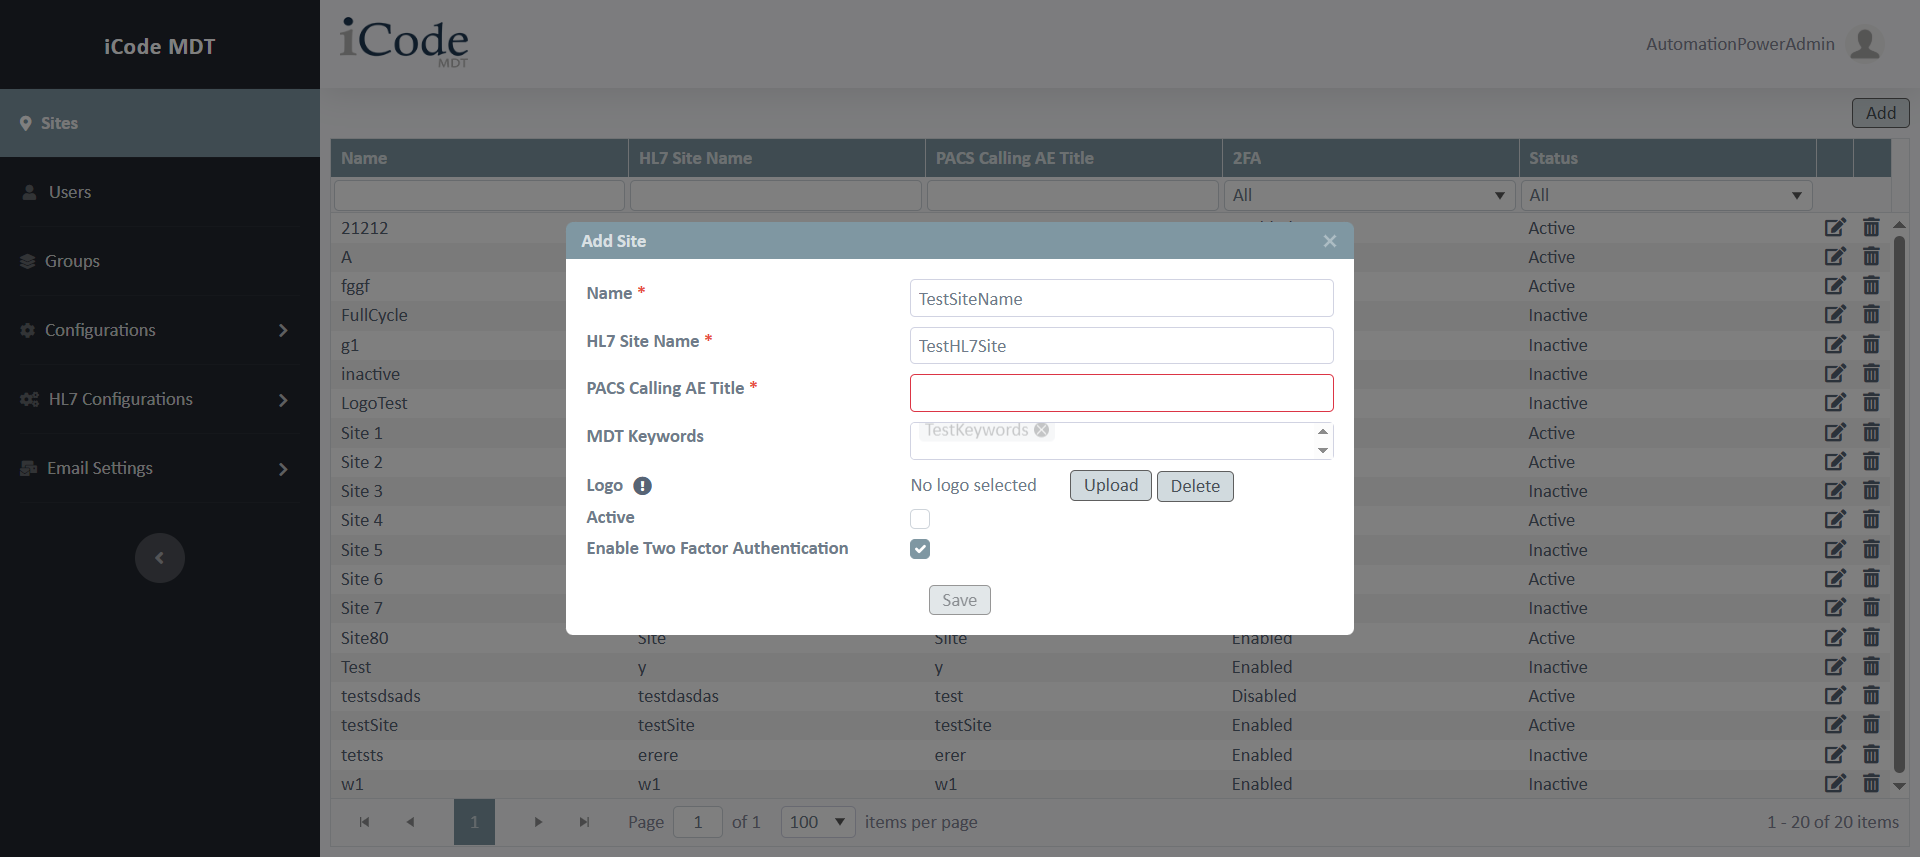 iCode MDT
iCode
MDT
AutomationPowerAdmin
Sites
Users
Groups
Configurations
HL7 Configurations
Email Settings
Add
Name HL7 Site Name PACS Calling AE Title 2FA Status
All All
21212 Active
A Active
fggf Active
FullCycle Inactive
g1 Inactive
inactive Inactive
LogoTest Inactive
Site 1 Active
Site 2 Active
Site 3 Inactive
Site 4 Active
Site 5 Inactive
Site 6 Active
Site 7 Inactive
Site80 Site Slite Enabled Active
Test y y Enabled Inactive
testsdsads testdasdas test Disabled Active
testSite testSite testSite Enabled Active
tetsts erere erer Enabled Inactive
w1 w1 w1 Enabled Inactive
1 Page 1 of 1 100 items per page 1 - 20 of 20 items
Add Site
Name * TestSiteName
HL7 Site Name * TestHL7Site
PACS Calling AE Title *
MDT Keywords TestKeywords
Logo No logo selected Upload Delete
Active
Enable Two Factor Authentication
Save